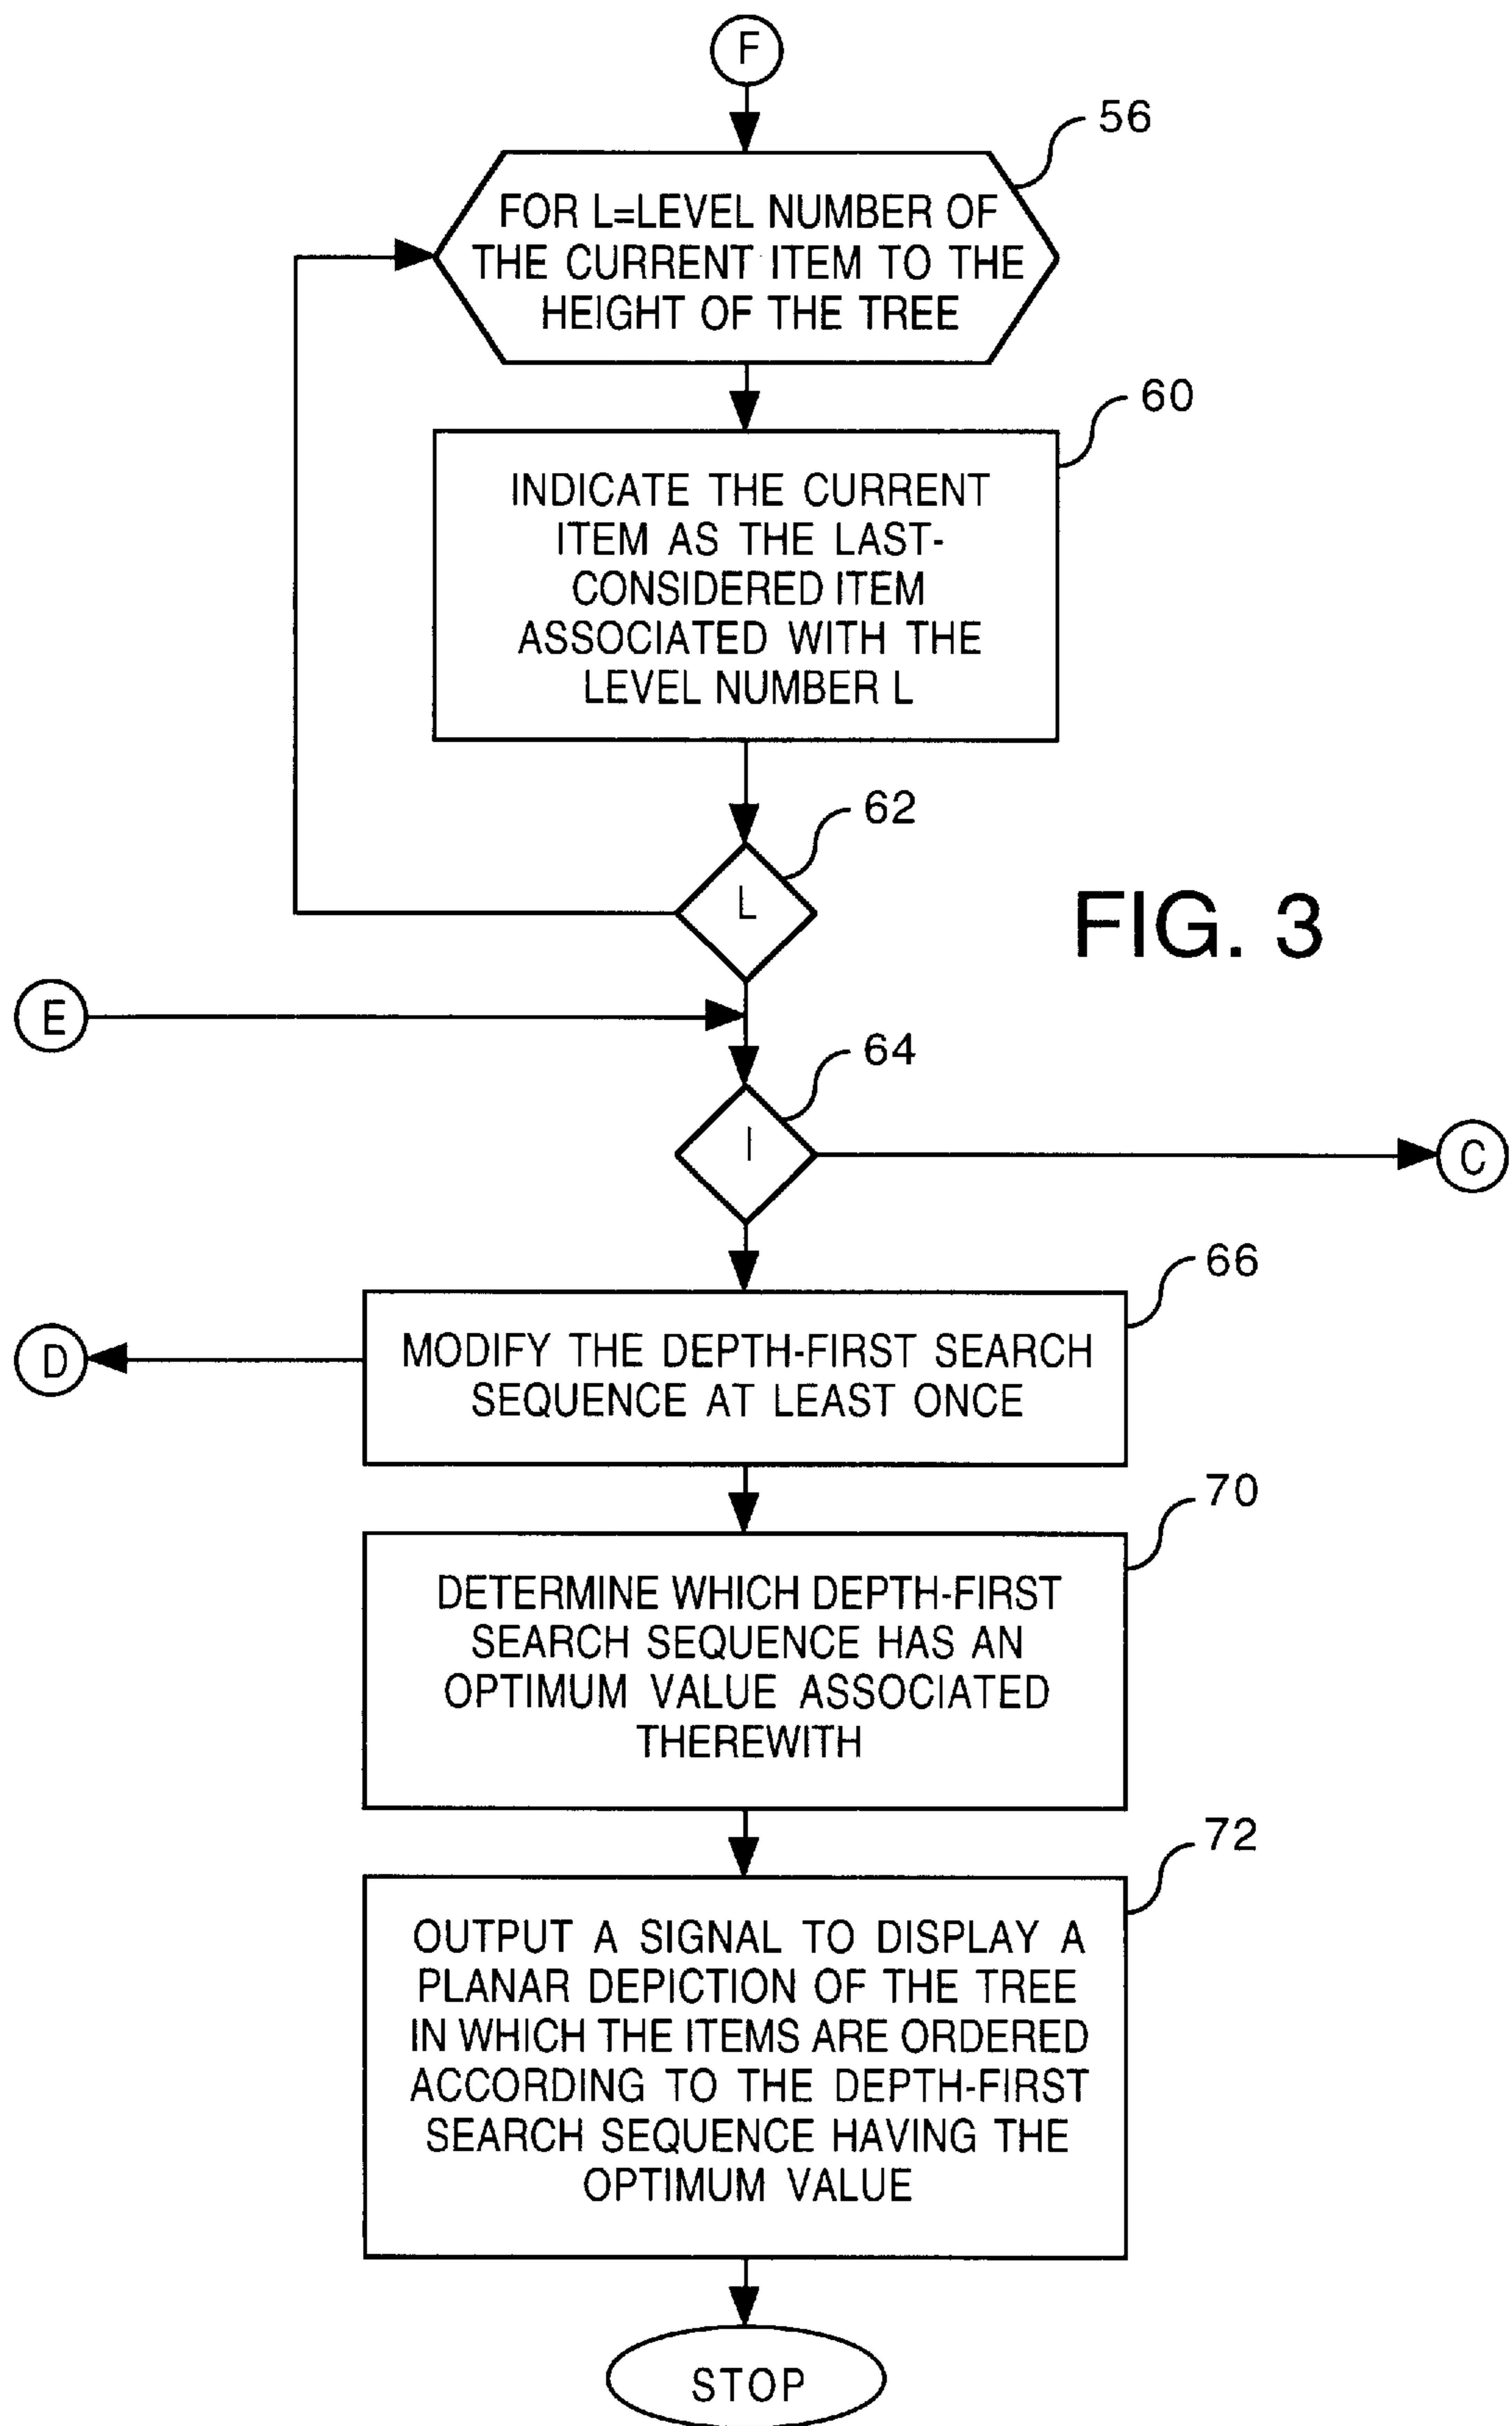 F
56
FOR L=LEVEL NUMBER OF
THE CURRENT ITEM TO THE
HEIGHT OF THE TREE
60
INDICATE THE CURRENT
ITEM AS THE LAST-
CONSIDERED ITEM
ASSOCIATED WITH THE
LEVEL NUMBER L
62
L
FIG. 3
E
64
I
C
66
D
MODIFY THE DEPTH-FIRST SEARCH
SEQUENCE AT LEAST ONCE
70
DETERMINE WHICH DEPTH-FIRST
SEARCH SEQUENCE HAS AN
OPTIMUM VALUE ASSOCIATED
THEREWITH
72
OUTPUT A SIGNAL TO DISPLAY A
PLANAR DEPICTION OF THE TREE
IN WHICH THE ITEMS ARE ORDERED
ACCORDING TO THE DEPTH-FIRST
SEARCH SEQUENCE HAVING THE
OPTIMUM VALUE
STOP